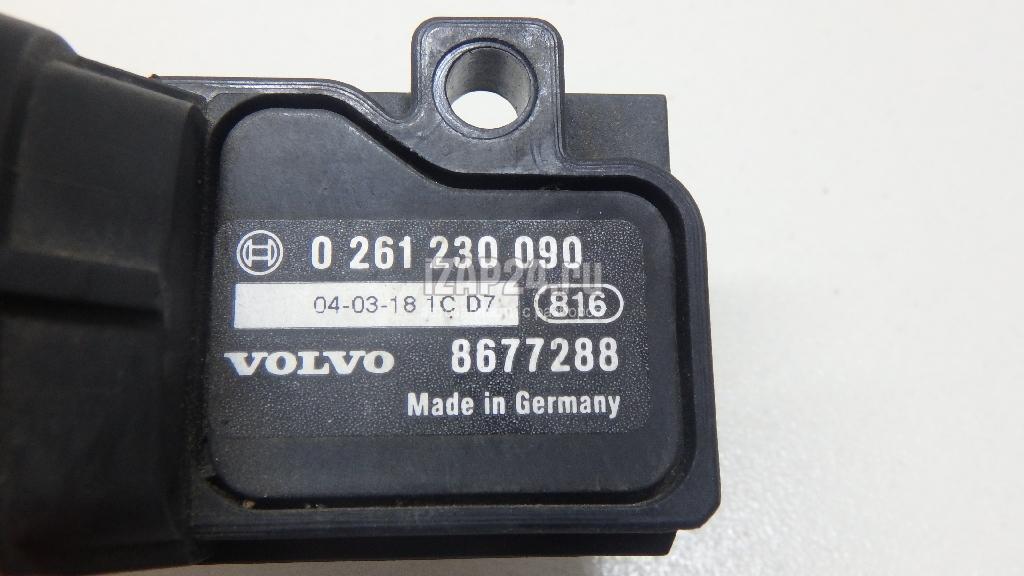 0 261 230 090
04-03-18 1C D7 816
VOLVO 8677288
Made in Germany
IZAP24.ru